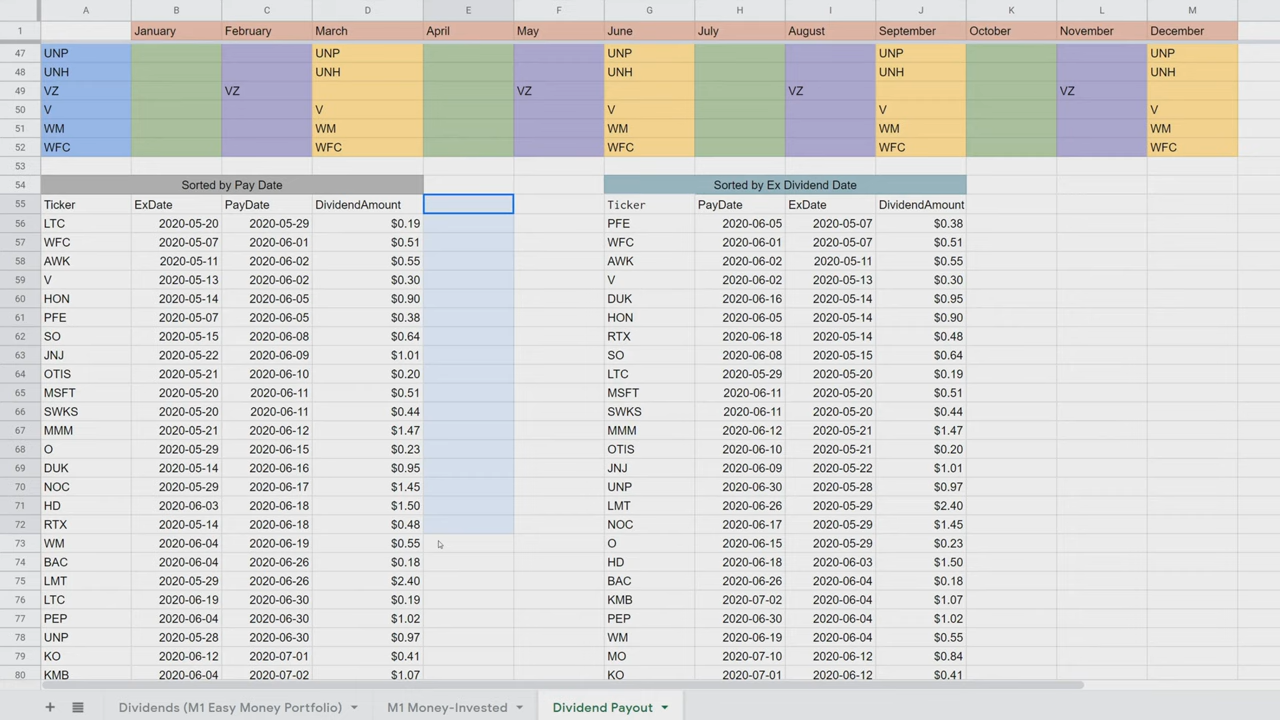 A B C D E F G H I J K L M
1 January February March April May June July August September October November December
47 UNP UNP UNP UNP UNP
48 UNH UNH UNH UNH UNH
49 VZ VZ VZ VZ VZ
50 V V V V V
51 WM WM WM WM WM
52 WFC WFC WFC WFC WFC
53
54 Sorted by Pay Date Sorted by Ex Dividend Date
55 Ticker ExDate PayDate DividendAmount Ticker PayDate ExDate DividendAmount
56 LTC 2020-05-20 2020-05-29 $0.19 PFE 2020-06-05 2020-05-07 $0.38
57 WFC 2020-05-07 2020-06-01 $0.51 WFC 2020-06-01 2020-05-07 $0.51
58 AWK 2020-05-11 2020-06-02 $0.55 AWK 2020-06-02 2020-05-11 $0.55
59 V 2020-05-13 2020-06-02 $0.30 V 2020-06-02 2020-05-13 $0.30
60 HON 2020-05-14 2020-06-05 $0.90 DUK 2020-06-16 2020-05-14 $0.95
61 PFE 2020-05-07 2020-06-05 $0.38 HON 2020-06-05 2020-05-14 $0.90
62 SO 2020-05-15 2020-06-08 $0.64 RTX 2020-06-18 2020-05-14 $0.48
63 JNJ 2020-05-22 2020-06-09 $1.01 SO 2020-06-08 2020-05-15 $0.64
64 OTIS 2020-05-21 2020-06-10 $0.20 LTC 2020-05-29 2020-05-20 $0.19
65 MSFT 2020-05-20 2020-06-11 $0.51 MSFT 2020-06-11 2020-05-20 $0.51
66 SWKS 2020-05-20 2020-06-11 $0.44 SWKS 2020-06-11 2020-05-20 $0.44
67 MMM 2020-05-21 2020-06-12 $1.47 MMM 2020-06-12 2020-05-21 $1.47
68 O 2020-05-29 2020-06-15 $0.23 OTIS 2020-06-10 2020-05-21 $0.20
69 DUK 2020-05-14 2020-06-16 $0.95 JNJ 2020-06-09 2020-05-22 $1.01
70 NOC 2020-05-29 2020-06-17 $1.45 UNP 2020-06-30 2020-05-28 $0.97
71 HD 2020-06-03 2020-06-18 $1.50 LMT 2020-06-26 2020-05-29 $2.40
72 RTX 2020-05-14 2020-06-18 $0.48 NOC 2020-06-17 2020-05-29 $1.45
73 WM 2020-06-04 2020-06-19 $0.55 O 2020-06-15 2020-05-29 $0.23
74 BAC 2020-06-04 2020-06-26 $0.18 HD 2020-06-18 2020-06-03 $1.50
75 LMT 2020-05-29 2020-06-26 $2.40 BAC 2020-06-26 2020-06-04 $0.18
76 LTC 2020-06-19 2020-06-30 $0.19 KMB 2020-07-02 2020-06-04 $1.07
77 PEP 2020-06-04 2020-06-30 $1.02 PEP 2020-06-30 2020-06-04 $1.02
78 UNP 2020-05-28 2020-06-30 $0.97 WM 2020-06-19 2020-06-04 $0.55
79 KO 2020-06-12 2020-07-01 $0.41 MO 2020-07-10 2020-06-12 $0.84
80 KMB 2020-06-04 2020-07-02 $1.07 KO 2020-07-01 2020-06-12 $0.41
Dividends (M1 Easy Money Portfolio) M1 Money-Invested Dividend Payout